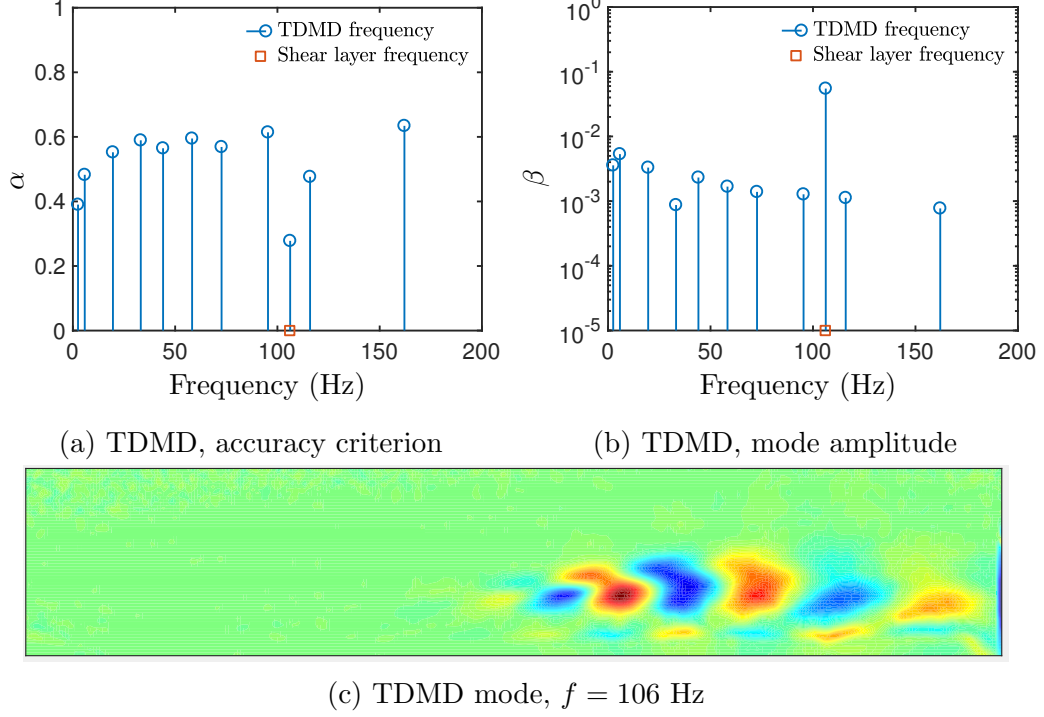 1
0.8
0.6
0.4
0.2
0
α
0 50 100 150 200
Frequency (Hz)
TDMD frequency
Shear layer frequency
(a) TDMD, accuracy criterion
10^0
10^-1
10^-2
10^-3
10^-4
10^-5
β
0 50 100 150 200
Frequency (Hz)
TDMD frequency
Shear layer frequency
(b) TDMD, mode amplitude
(c) TDMD mode, f = 106 Hz